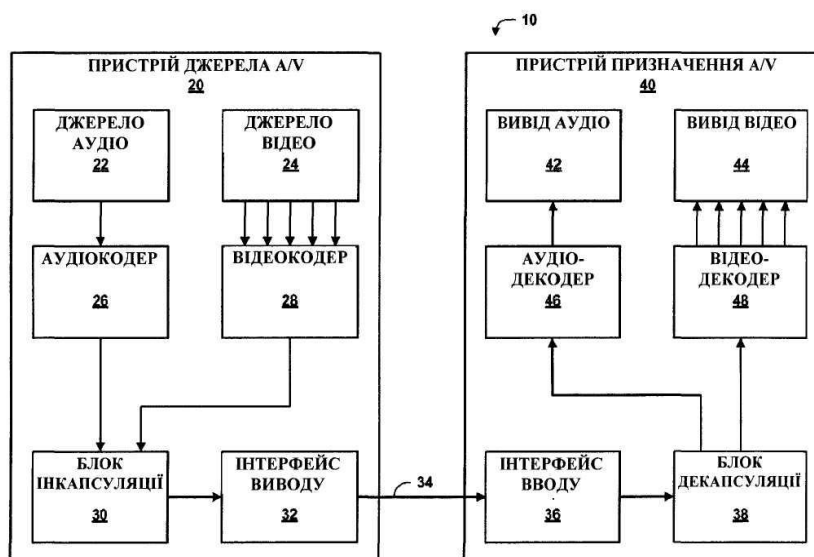 10
ПРИСТРІЙ ДЖЕРЕЛА A/V
20
ДЖЕРЕЛО
АУДІО
22
ДЖЕРЕЛО
ВІДЕО
24
АУДІОКОДЕР
26
ВІДЕОКОДЕР
28
БЛОК
ІНКАПСУЛЯЦІЇ
30
ІНТЕРФЕЙС
ВИВОДУ
32
34
ПРИСТРІЙ ПРИЗНАЧЕННЯ A/V
40
ВИВІД АУДІО
42
ВИВІД ВІДЕО
44
АУДІО-
ДЕКОДЕР
46
ВІДЕО-
ДЕКОДЕР
48
ІНТЕРФЕЙС
ВВОДУ
36
БЛОК
ДЕКАПСУЛЯЦІЇ
38